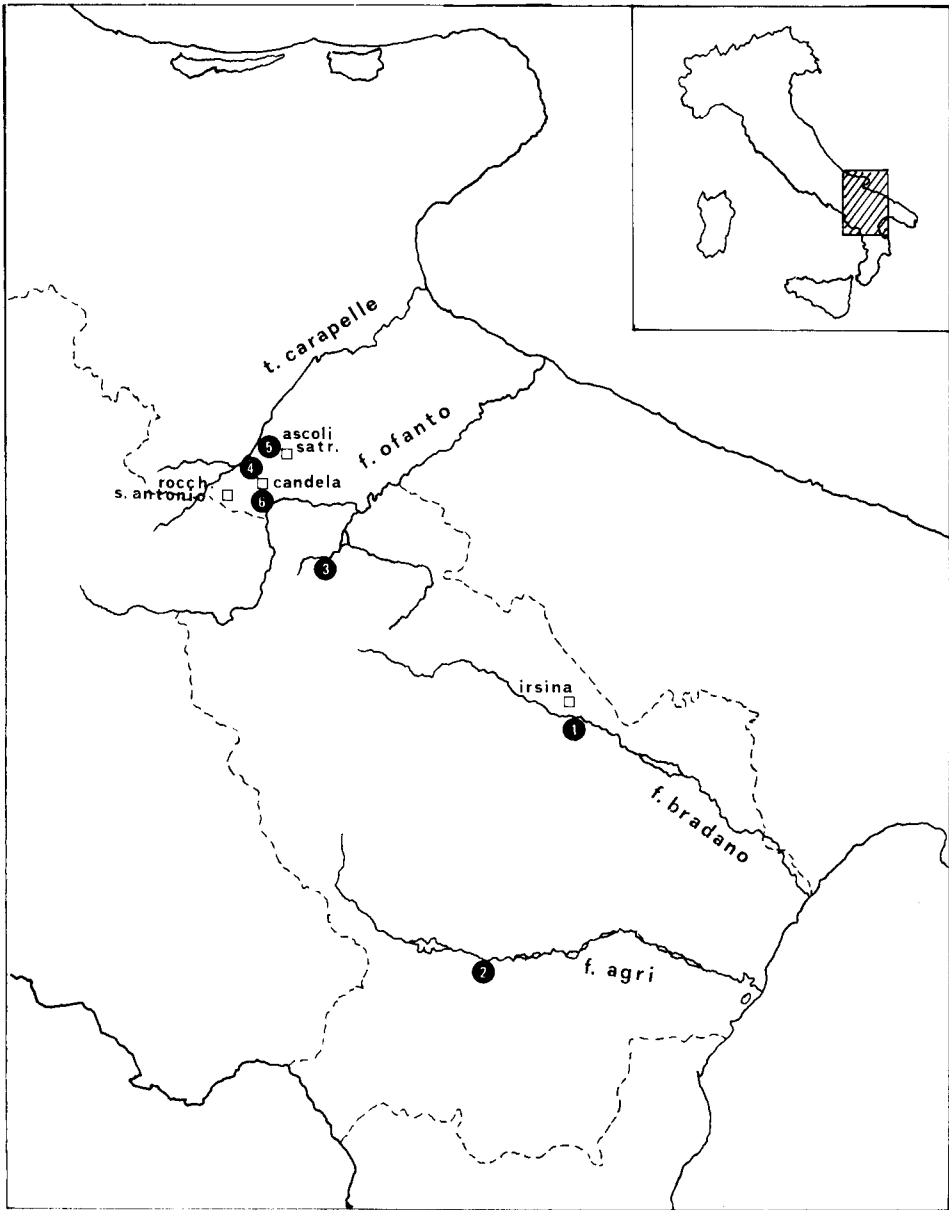 t. carapelle
f. ofanto
5
ascoli
satr.
4
candela
rocch.
s. antonio
6
3
irsina
1
f. bradano
2
f. agri